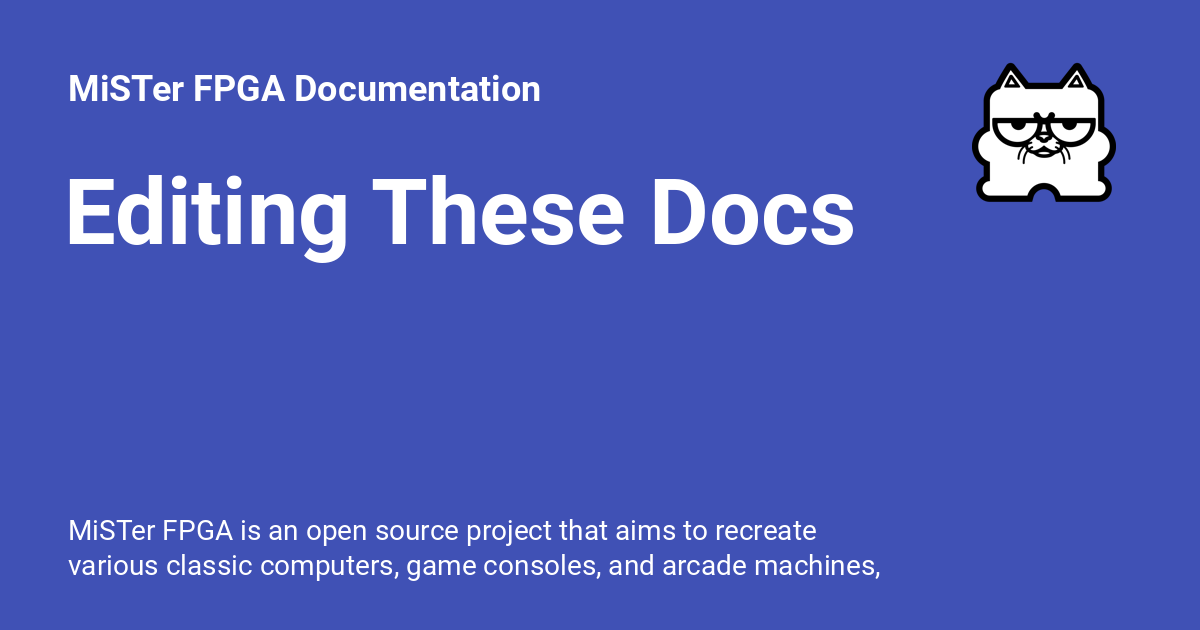 MiSTer FPGA Documentation
Editing These Docs
MiSTer FPGA is an open source project that aims to recreate
various classic computers, game consoles, and arcade machines,